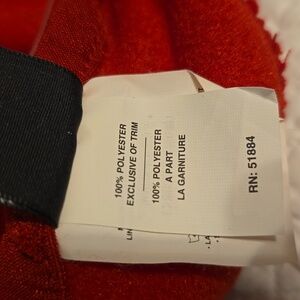 100% POLYESTER
EXCLUSIVE OF TRIM
100% POLYESTER
A PART
LA GARNITURE
RN: 51884